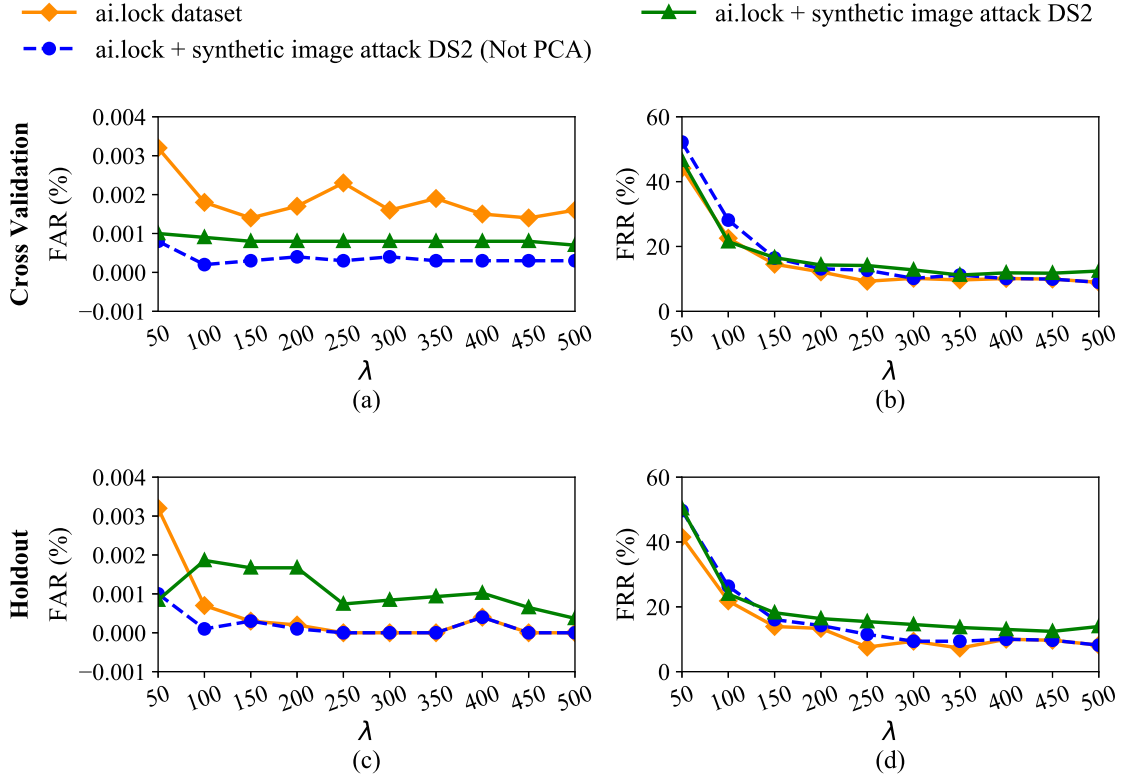 ai.lock dataset
ai.lock + synthetic image attack DS2
ai.lock + synthetic image attack DS2 (Not PCA)
Cross Validation
FAR (%)
0.004
0.003
0.002
0.001
0.000
−0.001
50 100 150 200 250 300 350 400 450 500
λ
(a)
FRR (%)
60
40
20
0
50 100 150 200 250 300 350 400 450 500
λ
(b)
Holdout
FAR (%)
0.004
0.003
0.002
0.001
0.000
−0.001
50 100 150 200 250 300 350 400 450 500
λ
(c)
FRR (%)
60
40
20
0
50 100 150 200 250 300 350 400 450 500
λ
(d)